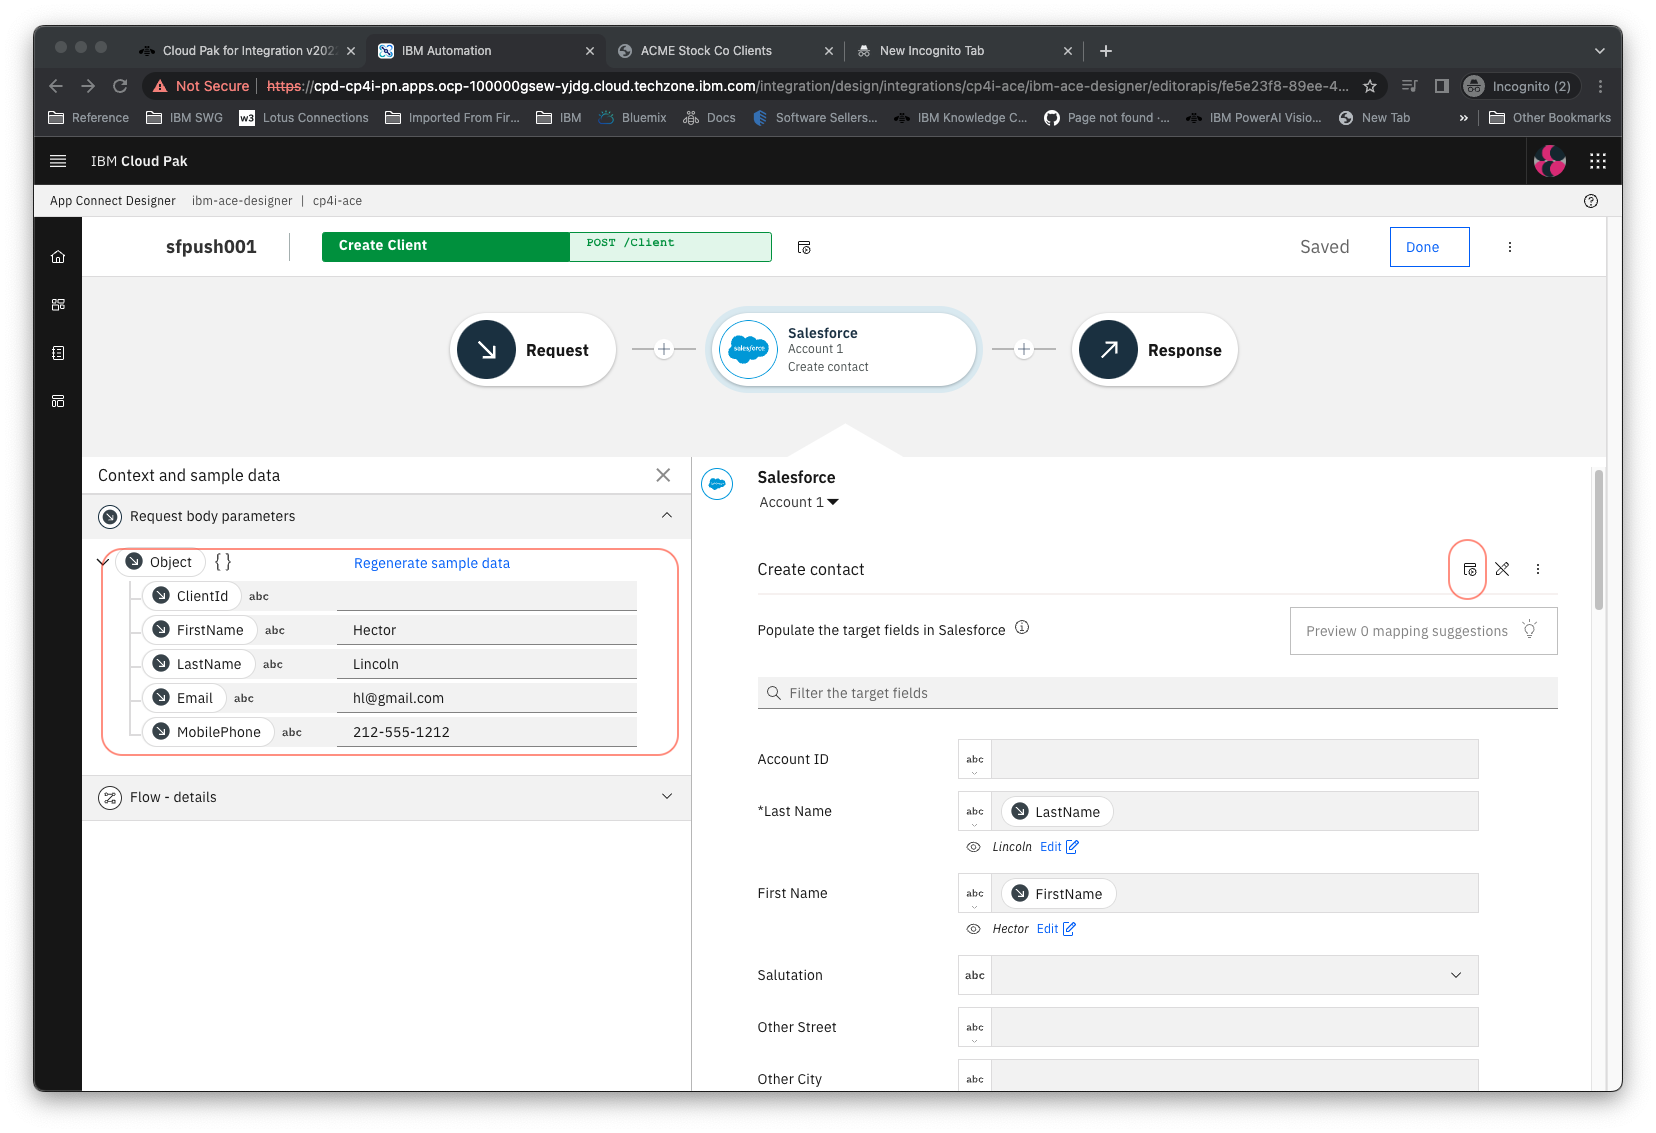 Cloud Pak for Integration v202
IBM Automation
ACME Stock Co Clients
New Incognito Tab
Not Secure
https://cpd-cp4i-pn.apps.ocp-100000gsew-yjdg.cloud.techzone.ibm.com/integration/design/integrations/cp4i-ace/ibm-ace-designer/editorapis/fe5e23f8-89ee-4...
Incognito (2)
Reference
IBM SWG
w3
Lotus Connections
Imported From Fir...
IBM
Bluemix
Docs
Software Sellers...
IBM Knowledge C...
Page not found ·...
IBM PowerAI Visio...
New Tab
»
Other Bookmarks
IBM Cloud Pak
App Connect Designer
ibm-ace-designer | cp4i-ace
sfpush001
Create Client
POST /Client
Saved
Done
Request
salesforce
Salesforce
Account 1
Create contact
Response
Context and sample data
Request body parameters
Object
{ }
Regenerate sample data
ClientId abc
FirstName abc Hector
LastName abc Lincoln
Email abc hl@gmail.com
MobilePhone abc 212-555-1212
Flow - details
Salesforce
Account 1
Create contact
Populate the target fields in Salesforce
Preview 0 mapping suggestions
Filter the target fields
Account ID abc
*Last Name abc LastName
Lincoln Edit
First Name abc FirstName
Hector Edit
Salutation abc
Other Street abc
Other City abc